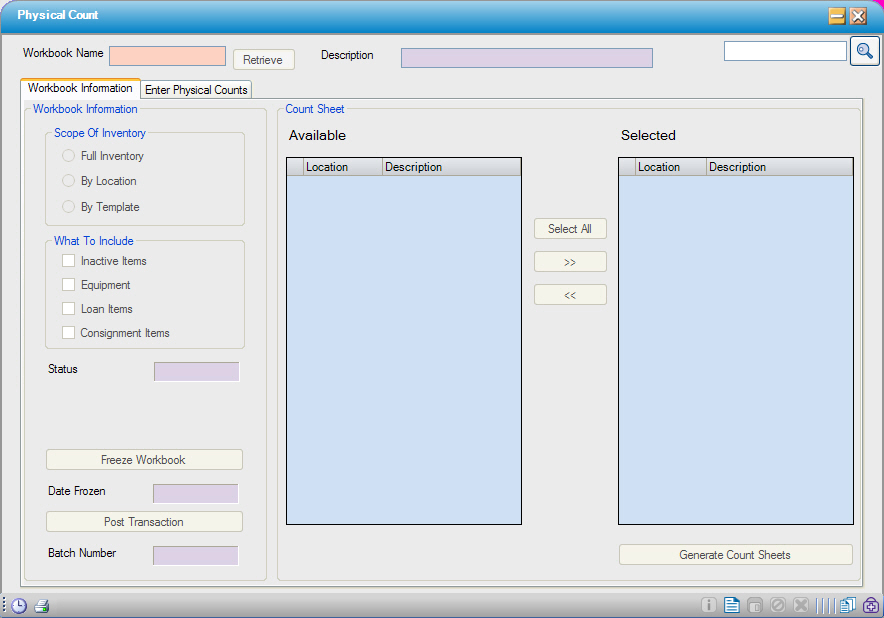 Physical Count
Workbook Name
Retrieve
Description
Workbook Information
Enter Physical Counts
Workbook Information
Scope Of Inventory
Full Inventory
By Location
By Template
What To Include
Inactive Items
Equipment
Loan Items
Consignment Items
Status
Freeze Workbook
Date Frozen
Post Transaction
Batch Number
Count Sheet
Available
Location Description
Select All
>>
<<
Selected
Location Description
Generate Count Sheets